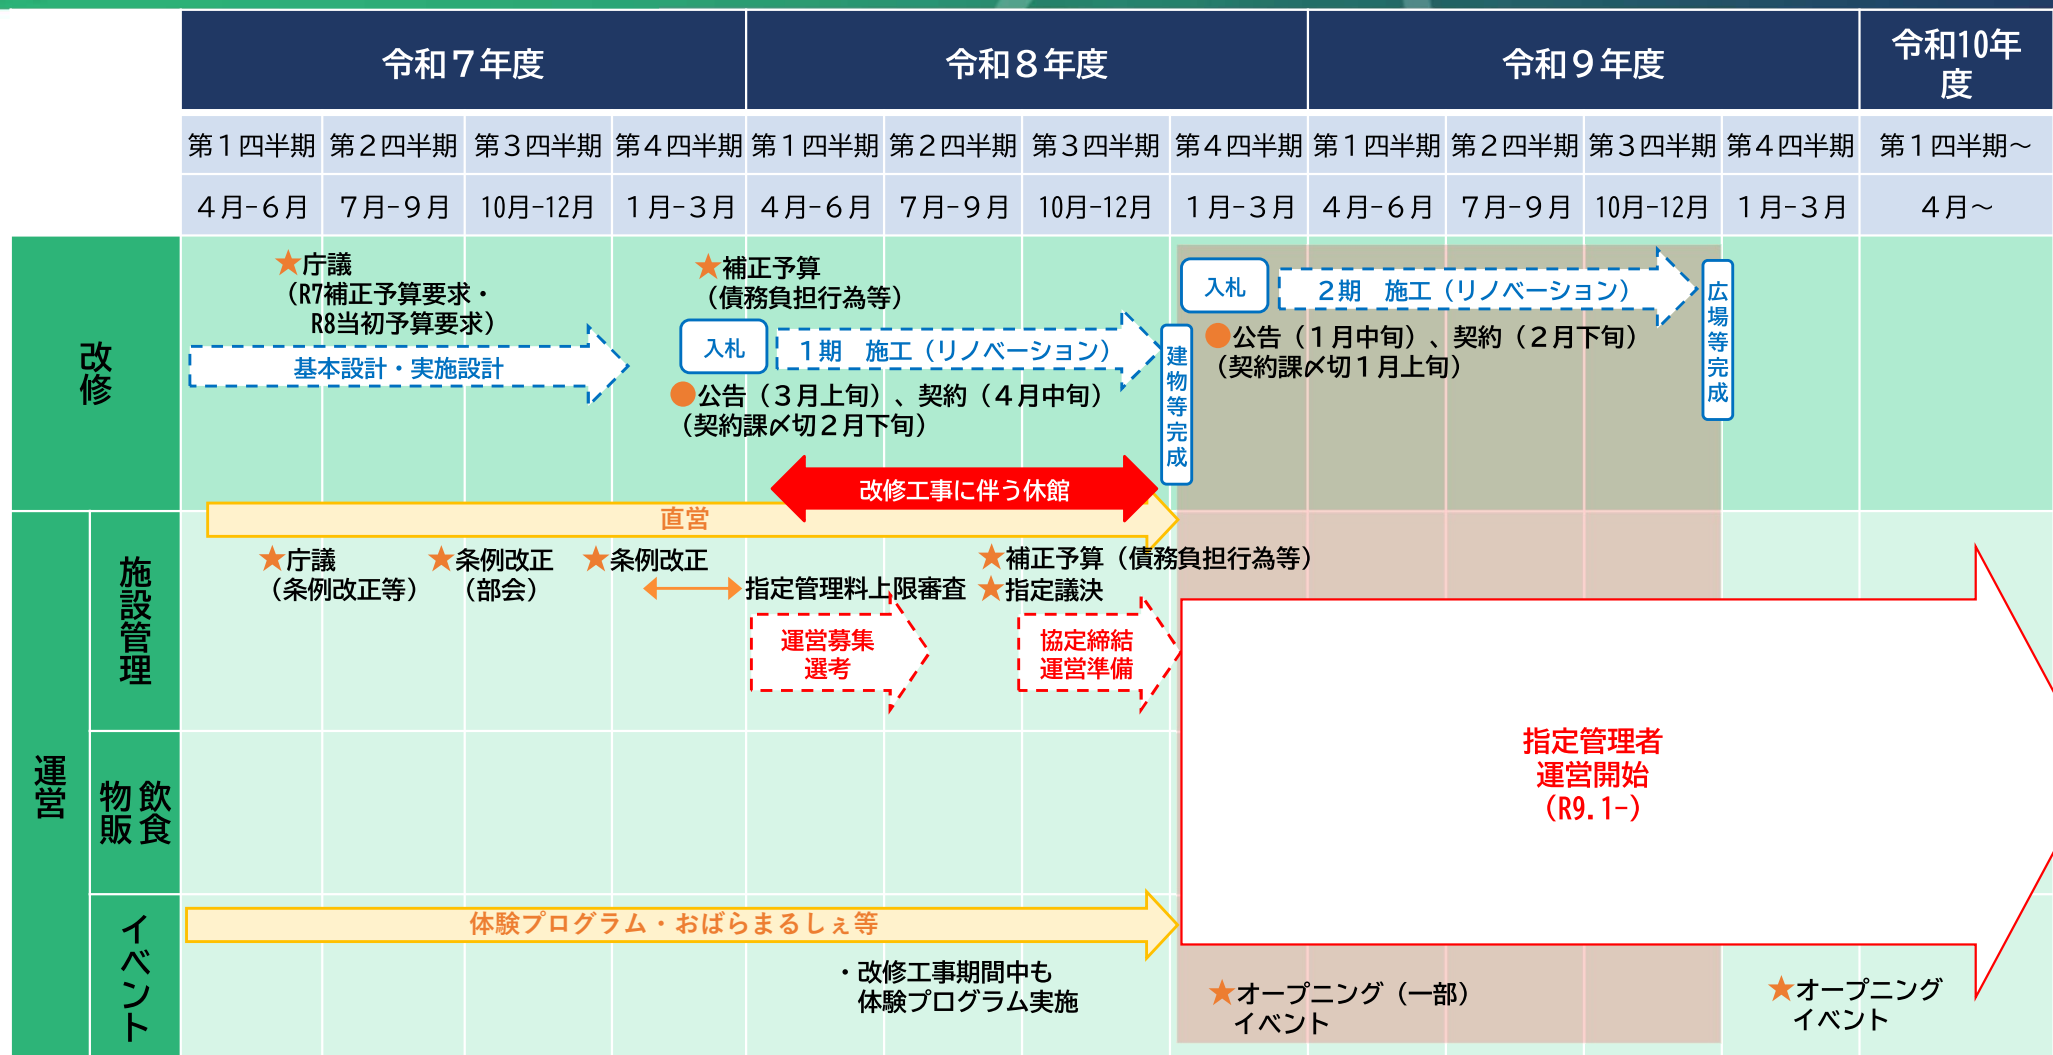 令和７年度
令和８年度
令和９年度
令和10年
度
第１四半期
第２四半期
第３四半期
第４四半期
第１四半期
第２四半期
第３四半期
第４四半期
第１四半期
第２四半期
第３四半期
第４四半期
第１四半期～
４月-６月
７月-９月
10月-12月
１月-３月
４月-６月
７月-９月
10月-12月
１月-３月
４月-６月
７月-９月
10月-12月
１月-３月
４月～
改修
★庁議
（R7補正予算要求・
R8当初予算要求）
基本設計・実施設計
★補正予算
（債務負担行為等）
入札
１期　施工（リノベーション）
●公告（３月上旬）、契約（４月中旬）
（契約課〆切２月下旬）
建物等完成
入札
２期　施工（リノベーション）
●公告（１月中旬）、契約（２月下旬）
（契約課〆切１月上旬）
広場等完成
改修工事に伴う休館
直営
運営
施設管理
★庁議
（条例改正等）
★条例改正
（部会）
★条例改正
指定管理料上限審査
★補正予算（債務負担行為等）
★指定議決
運営募集
選考
協定締結
運営準備
指定管理者
運営開始
（R9.1-）
飲食
物販
イベント
体験プログラム・おばらまるしぇ等
・改修工事期間中も
体験プログラム実施
★オープニング（一部）
イベント
★オープニング
イベント